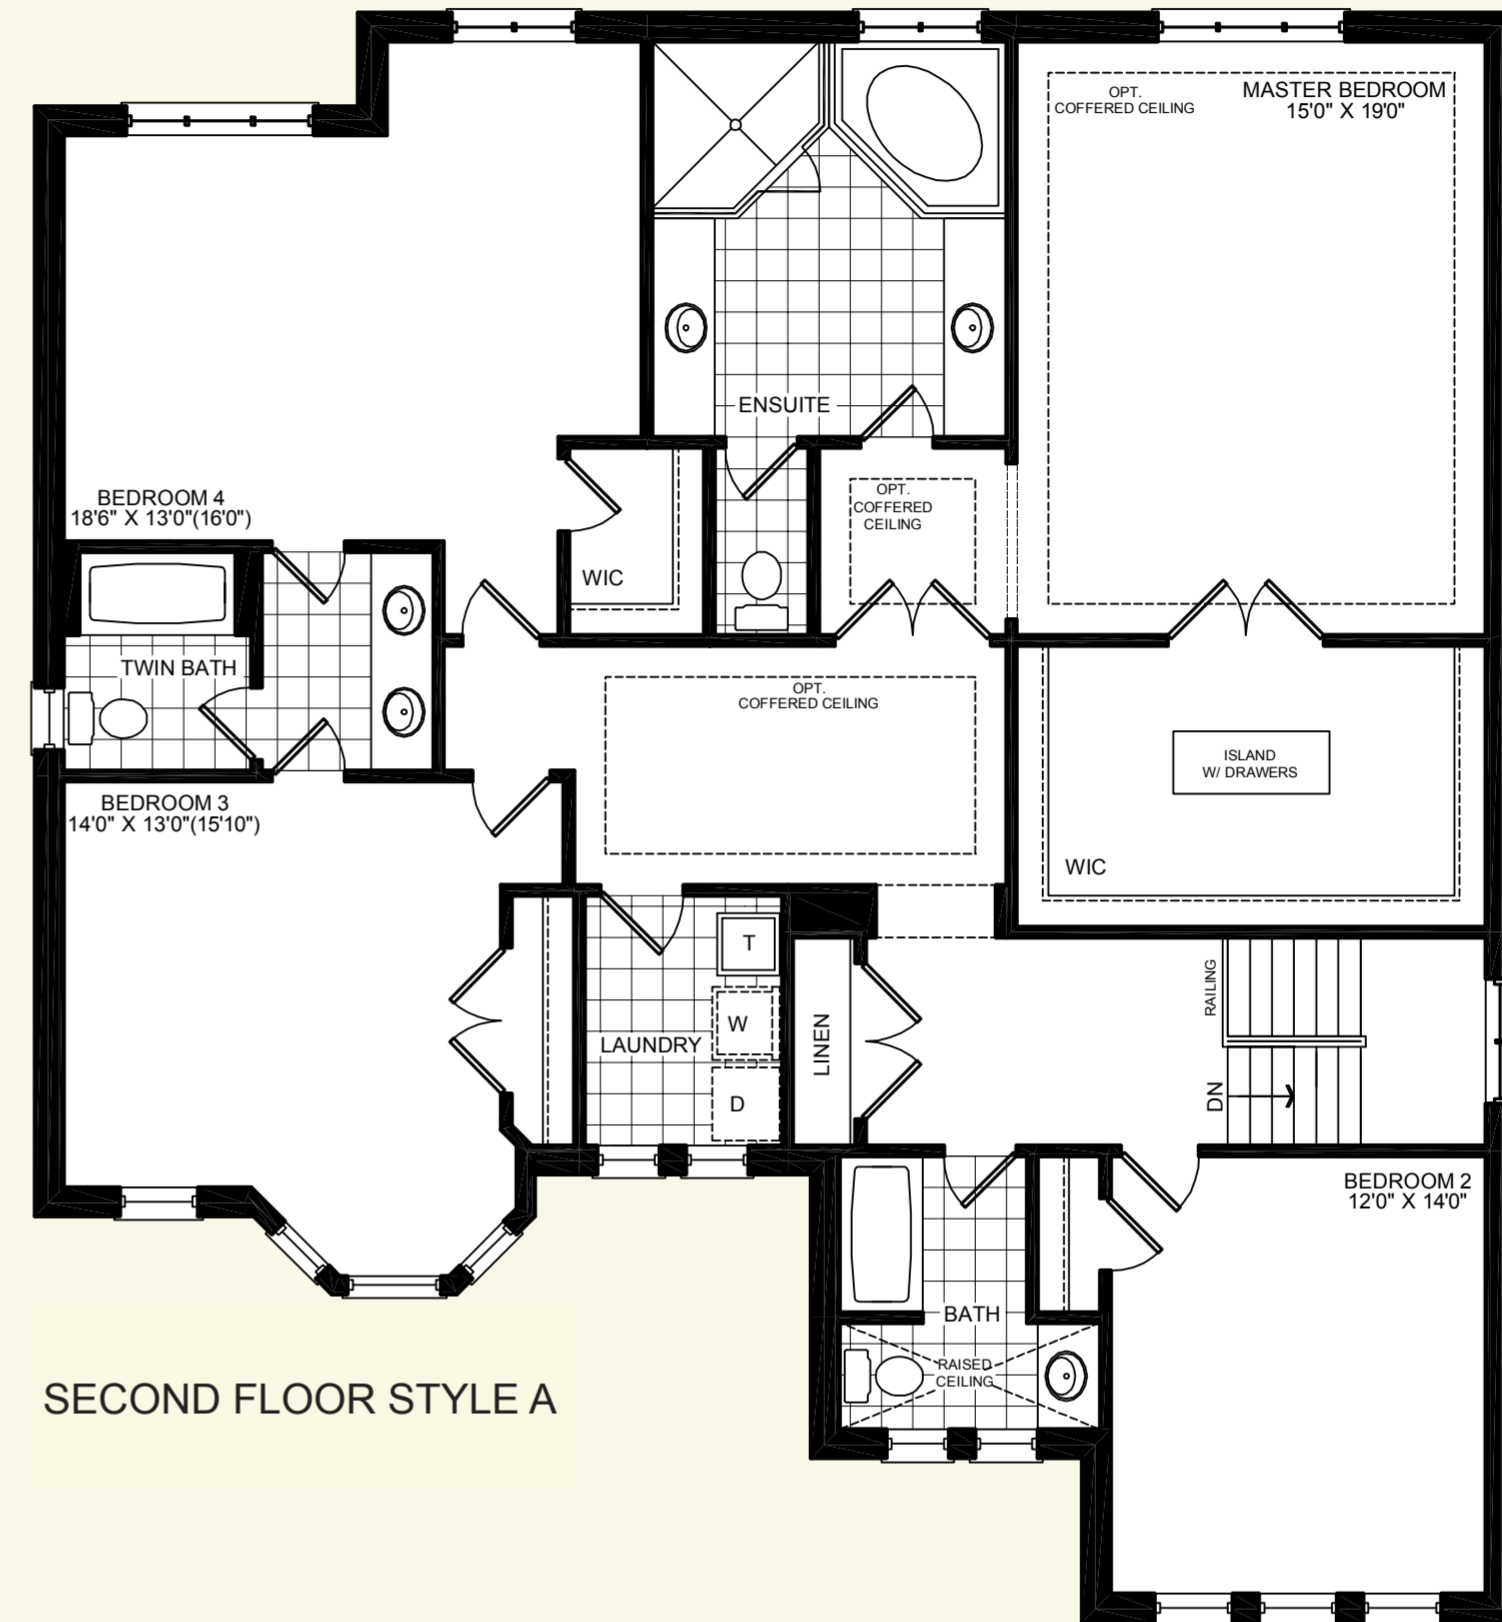 OPT.
COFFERED CEILING
MASTER BEDROOM
15'0" X 19'0"
ENSUITE
BEDROOM 4
18'6" X 13'0"(16'0")
OPT.
COFFERED
CEILING
WIC
TWIN BATH
OPT.
COFFERED CEILING
ISLAND
W/ DRAWERS
WIC
BEDROOM 3
14'0" X 13'0"(15'10")
T
W
LAUNDRY
D
LINEN
RAILING
DN
BEDROOM 2
12'0" X 14'0"
BATH
RAISED
CEILING
SECOND FLOOR STYLE A